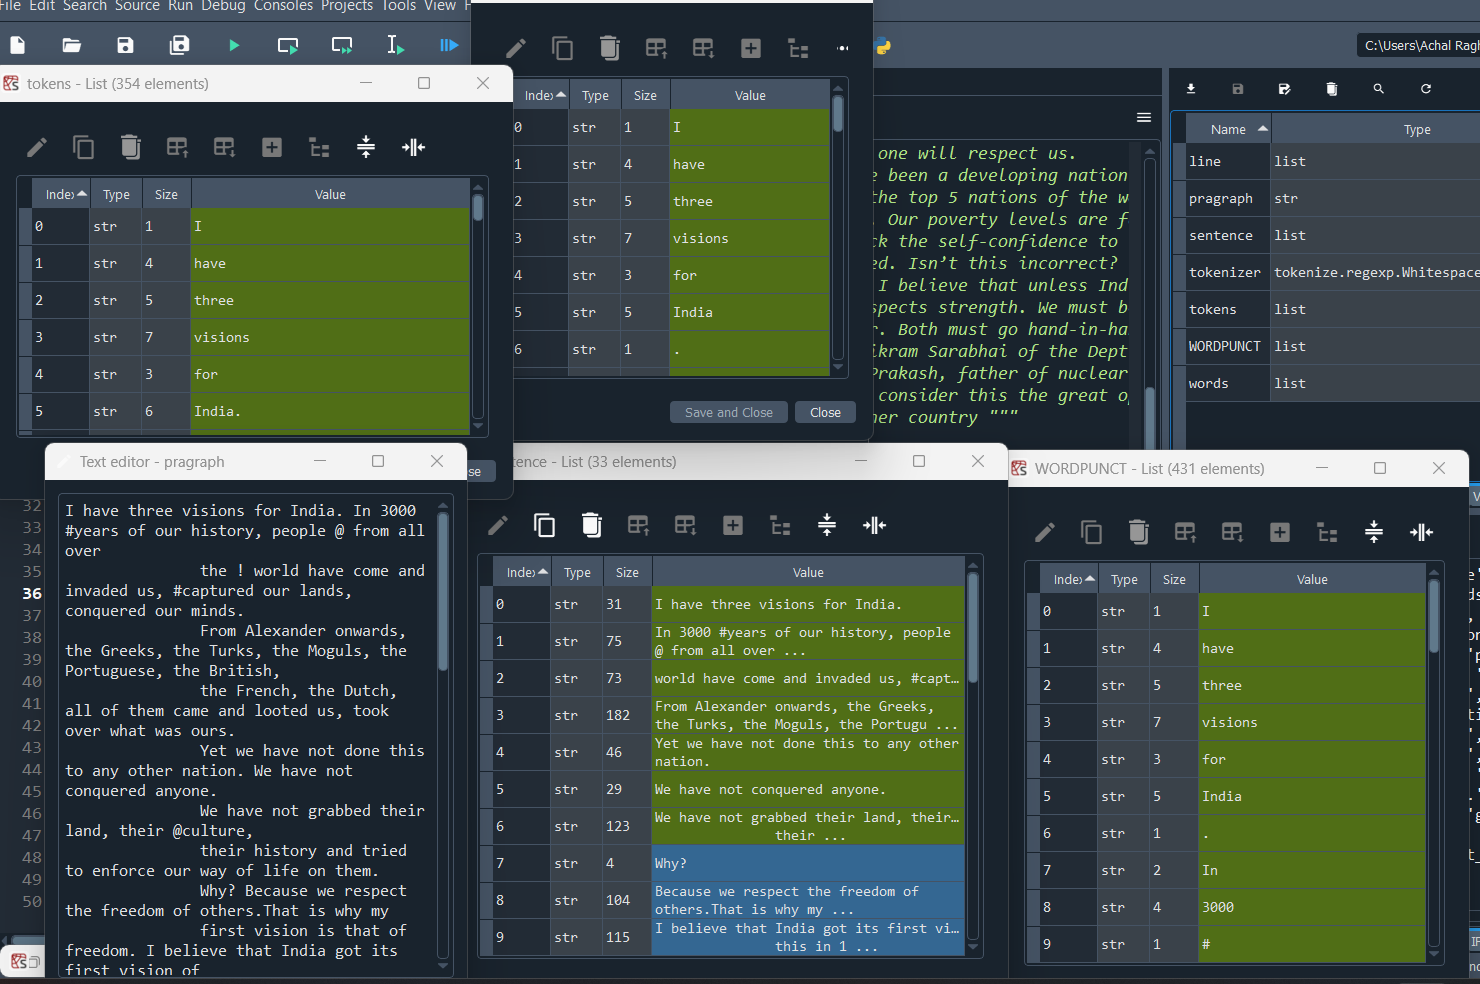 File Edit Search Source Run Debug Consoles Projects Tools View
C:\Users\Achal
tokens - List (354 elements)
Index Type Size Value
0 str 1 I
1 str 4 have
2 str 5 three
3 str 7 visions
4 str 3 for
5 str 6 India.
Index Type Size Value
0 str 1 I
1 str 4 have
2 str 5 three
3 str 7 visions
4 str 3 for
5 str 5 India
6 str 1 .
Save and Close Close
one will respect us.
been a developing nation
the top 5 nations of the
. Our poverty levels are
the self-confidence to
. Isn’t this incorrect?
I believe that unless
strength. We must
. Both must go
Sarabhai of the Dept
Prakash, father of nuclear
consider this the great
country """
Name Type
line list
pragraph str
sentence list
tokenizer tokenize.regexp.Whitespace
tokens list
WORDPUNCT list
words list
32
33
34
35
36
37
38
39
40
41
42
43
44
45
46
47
48
49
50
Text editor - pragraph
I have three visions for India. In 3000
#years of our history, people @ from all
over
the ! world have come and
invaded us, #captured our lands,
conquered our minds.
From Alexander onwards,
the Greeks, the Turks, the Moguls, the
Portuguese, the British,
the French, the Dutch,
all of them came and looted us, took
over what was ours.
Yet we have not done this
to any other nation. We have not
conquered anyone.
We have not grabbed their
land, their @culture,
their history and tried
to enforce our way of life on them.
Why? Because we respect
the freedom of others.That is why my
first vision is that of
freedom. I believe that India got its
first vision of
- List (33 elements)
Index Type Size Value
0 str 31 I have three visions for India.
1 str 75 In 3000 #years of our history, people
@ from all over ...
2 str 73 world have come and invaded us, #capt…
3 str 182 From Alexander onwards, the Greeks,
the Turks, the Moguls, the Portugu ...
4 str 46 Yet we have not done this to any other
nation.
5 str 29 We have not conquered anyone.
6 str 123 We have not grabbed their land, their…
their ...
7 str 4 Why?
8 str 104 Because we respect the freedom of
others.That is why my ...
9 str 115 I believe that India got its first vi…
this in 1 ...
WORDPUNCT - List (431 elements)
Index Type Size Value
0 str 1 I
1 str 4 have
2 str 5 three
3 str 7 visions
4 str 3 for
5 str 5 India
6 str 1 .
7 str 2 In
8 str 4 3000
9 str 1 #